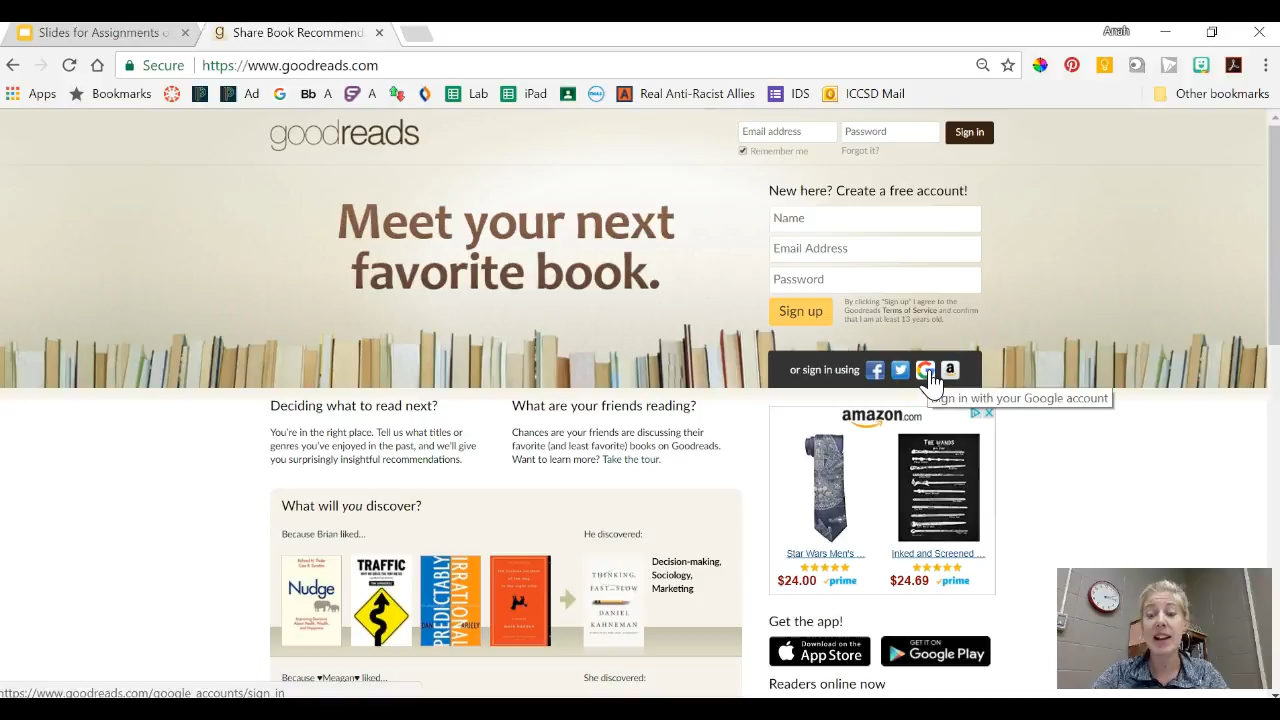 Slides for Assignments o
Share Book Recommend
Anah
Secure
https://www.goodreads.com
Apps
Bookmarks
Ad
Bb A
A
Lab
iPad
Real Anti-Racist Allies
IDS
ICCSD Mail
Other bookmarks
goodreads
Email address
Password
Sign in
Remember me
Forgot it?
Meet your next
favorite book.
New here? Create a free account!
Name
Email Address
Password
Sign up
By clicking "Sign up" I agree to the
Goodreads Terms of Service and confirm
that I am at least 13 years old.
or sign in using
in with your Google account
Deciding what to read next?
You're in the right place. Tell us what titles or
genres you've enjoyed in the past, and we'll give
you surprisingly insightful recommendations.
What are your friends reading?
Chances are your friends are discussing their
favorite (and least favorite) books on Goodreads.
Want to learn more? Take the tour.
amazon.com
THE WANDS
Star Wars Men's ...
Inked and Screened ...
$24.00 prime
$24.69 prime
What will you discover?
Because Brian liked...
He discovered:
Nudge
TRAFFIC
PREDICTABLY
IRRATIONAL
THINKING,
FAST AND SLOW
DANIEL
KAHNEMAN
Decision-making,
Sociology,
Marketing
Get the app!
Download on the
App Store
GET IT ON
Google Play
Because ♥Meagan♥ liked...
She discovered:
Readers online now
https://www.goodreads.com/google_accounts/sign_in